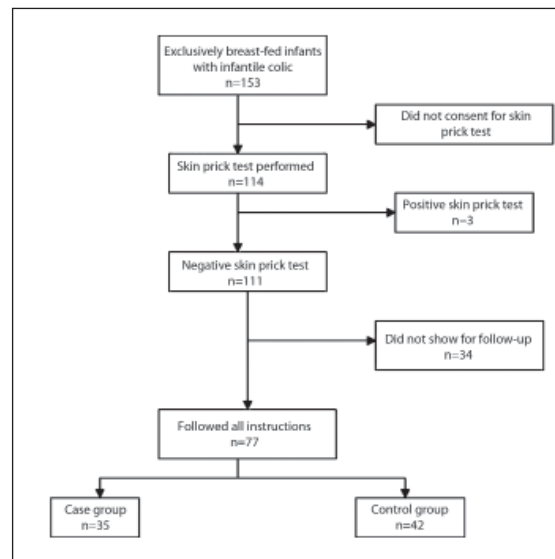 Exclusively breast-fed infants
with infantile colic
n=153
Did not consent for skin
prick test
Skin prick test performed
n=114
Positive skin prick test
n=3
Negative skin prick test
n=111
Did not show for follow-up
n=34
Followed all instructions
n=77
Case group
n=35
Control group
n=42